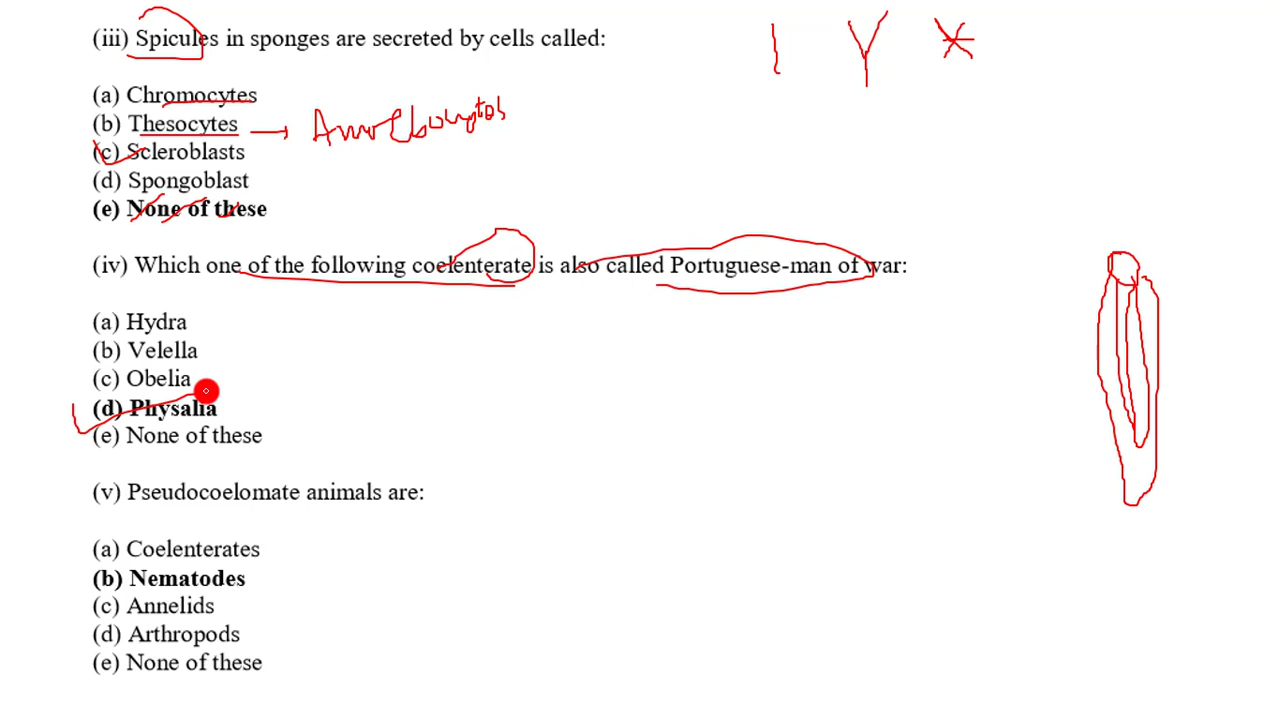 (iii) Spicules in sponges are secreted by cells called:
(a) Chromocytes
(b) Thesocytes
(c) Scleroblasts
(d) Spongoblast
(e) None of these
(iv) Which one of the following coelenterate is also called Portuguese-man of war:
(a) Hydra
(b) Velella
(c) Obelia
(d) Physalia
(e) None of these
(v) Pseudocoelomate animals are:
(a) Coelenterates
(b) Nematodes
(c) Annelids
(d) Arthropods
(e) None of these